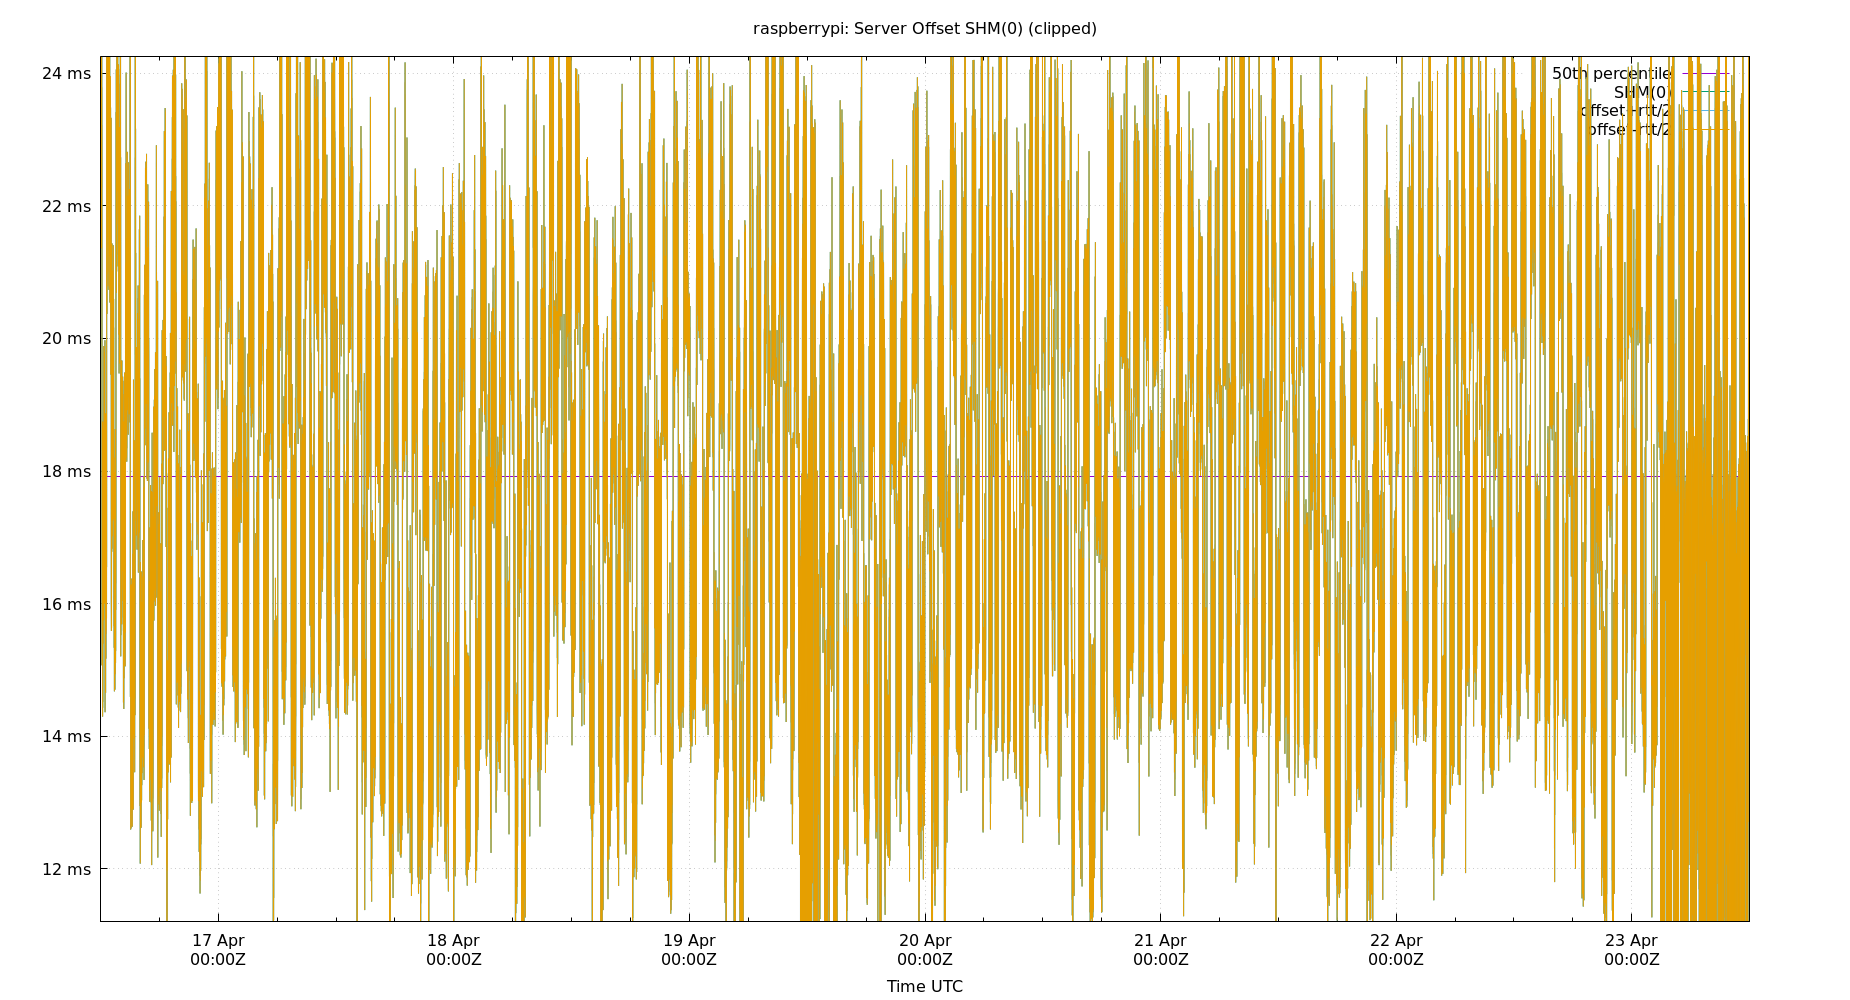 raspberrypi: Server Offset SHM(0) (clipped)
24 ms
22 ms
20 ms
18 ms
16 ms
14 ms
12 ms
50th percentile
SHM(0)
offset+rtt/2
offset-rtt/2
17 Apr
00:00Z
18 Apr
00:00Z
19 Apr
00:00Z
20 Apr
00:00Z
21 Apr
00:00Z
22 Apr
00:00Z
23 Apr
00:00Z
Time UTC